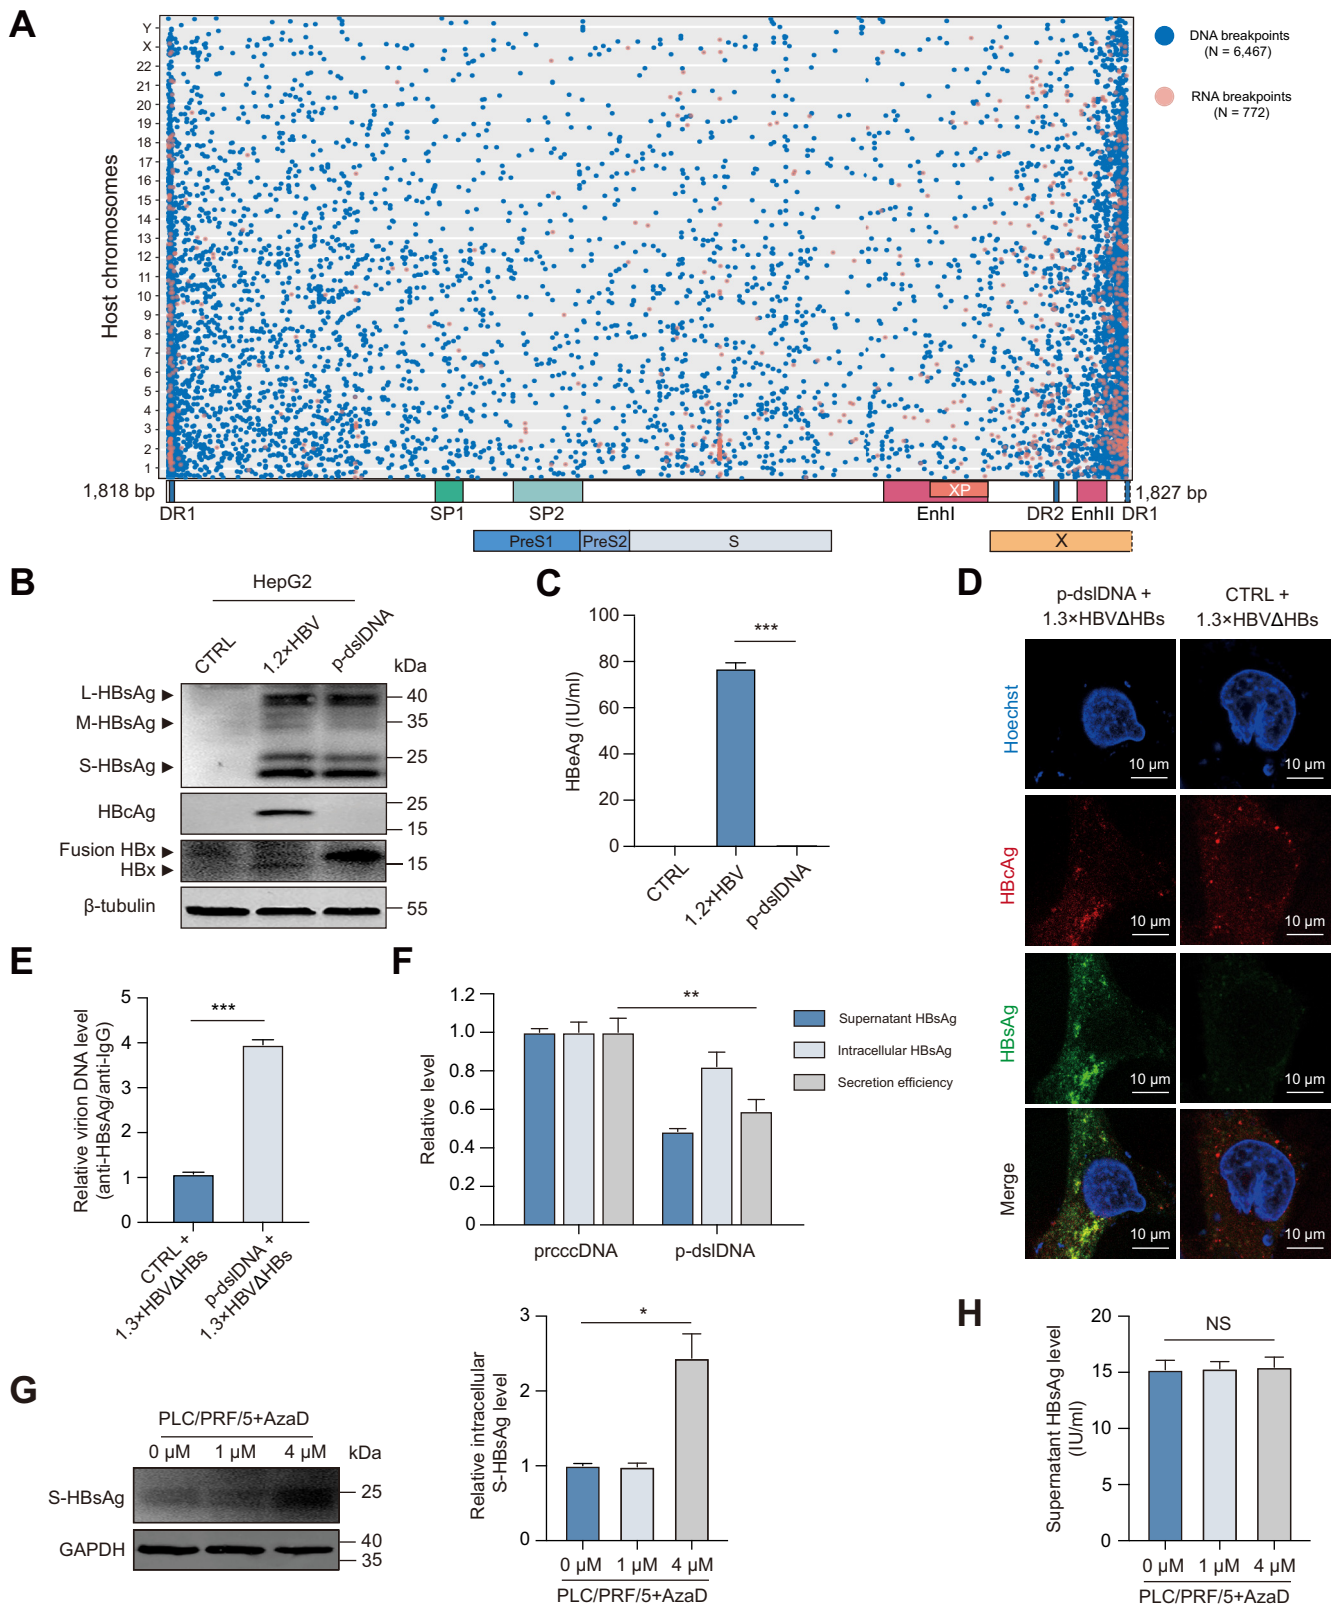 A
Host chromosomes
Y
X
22
21
20
19
18
17
16
15
14
13
12
11
10
9
8
7
6
5
4
3
2
1
DNA breakpoints
(N = 6,467)
RNA breakpoints
(N = 772)
1,818 bp
XP
1,827 bp
DR1
SP1
SP2
EnhI
DR2
EnhII
DR1
PreS1
PreS2
S
X
B
HepG2
CTRL
1.2×HBV
p-dslDNA
kDa
L-HBsAg
40
M-HBsAg
35
S-HBsAg
25
HBcAg
25
15
Fusion HBx
HBx
15
β-tubulin
55
C
HBeAg (IU/ml)
100
80
60
40
20
0
***
CTRL
1.2×HBV
p-dslDNA
D
p-dslDNA +
1.3×HBVΔHBs
CTRL +
1.3×HBVΔHBs
Hoechst
10 µm
10 µm
HBcAg
10 µm
10 µm
HBsAg
10 µm
10 µm
Merge
10 µm
10 µm
E
Relative virion DNA level
(anti-HBsAg/anti-IgG)
5
4
3
2
1
0
***
CTRL +
1.3×HBVΔHBs
p-dslDNA +
1.3×HBVΔHBs
F
Relative level
1.2
1.0
0.8
0.6
0.4
0.2
0
**
prcccDNA
p-dslDNA
Supernatant HBsAg
Intracellular HBsAg
Secretion efficiency
G
PLC/PRF/5+AzaD
0 µM
1 µM
4 µM
kDa
S-HBsAg
25
GAPDH
40
35
Relative intracellular
S-HBsAg level
3
2
1
0
*
0 µM
1 µM
4 µM
PLC/PRF/5+AzaD
H
Supernatant HBsAg level
(IU/ml)
20
15
10
5
0
NS
0 µM
1 µM
4 µM
PLC/PRF/5+AzaD